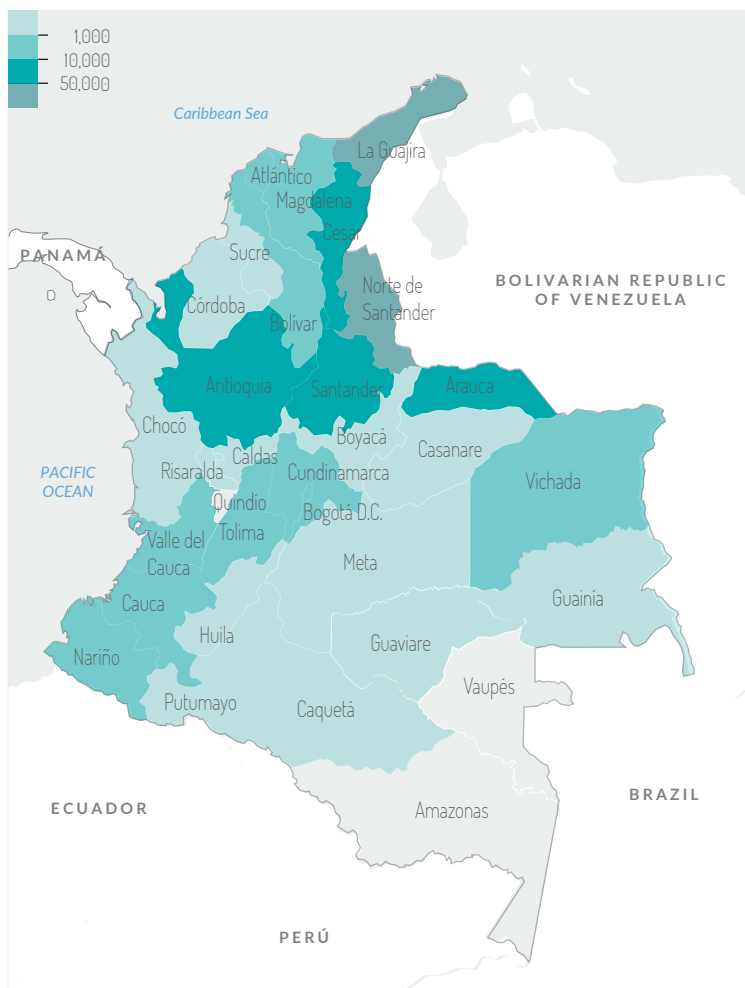 1,000
10,000
50,000
Caribbean Sea
La Guajira
Atlántico
Magdalena
Cesar
Sucre
PANAMÁ
BOLIVARIAN REPUBLIC
OF VENEZUELA
Norte de
Santander
Córdoba
Bolívar
Antioquia
Santander
Arauca
Chocó
Boyacá
Casanare
Caldas
PACIFIC
OCEAN
Risaralda
Cundinamarca
Vichada
Quindío
Bogotá D.C.
Tolima
Valle del
Cauca
Meta
Cauca
Guainía
Huila
Guaviare
Nariño
Vaupés
Putumayo
Caquetá
ECUADOR
BRAZIL
Amazonas
PERÚ